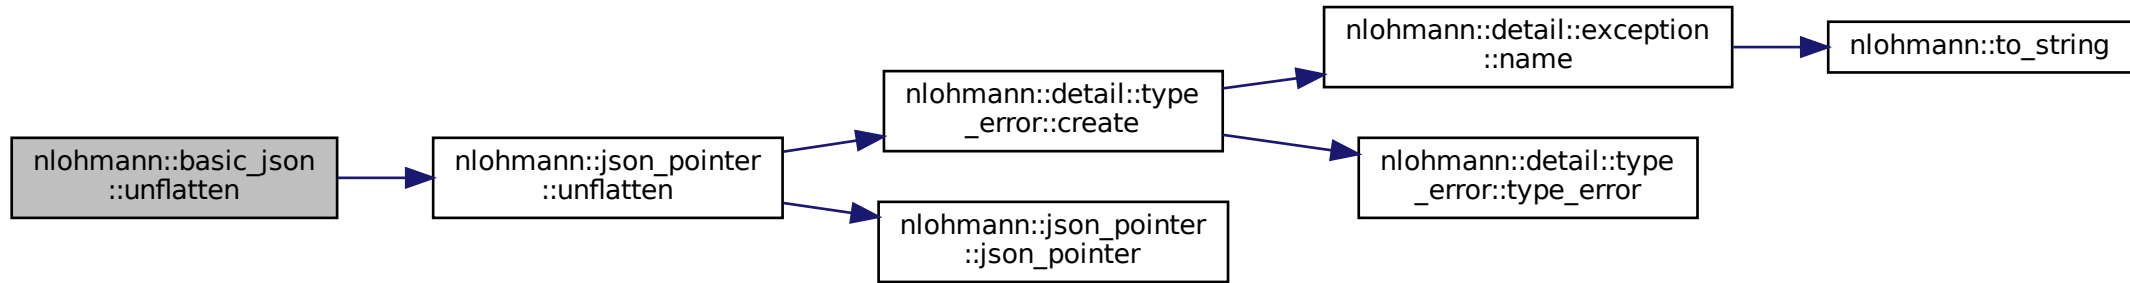 nlohmann::basic_json
::unflatten
nlohmann::json_pointer
::unflatten
nlohmann::detail::type
_error::create
nlohmann::json_pointer
::json_pointer
nlohmann::detail::exception
::name
nlohmann::detail::type
_error::type_error
nlohmann::to_string